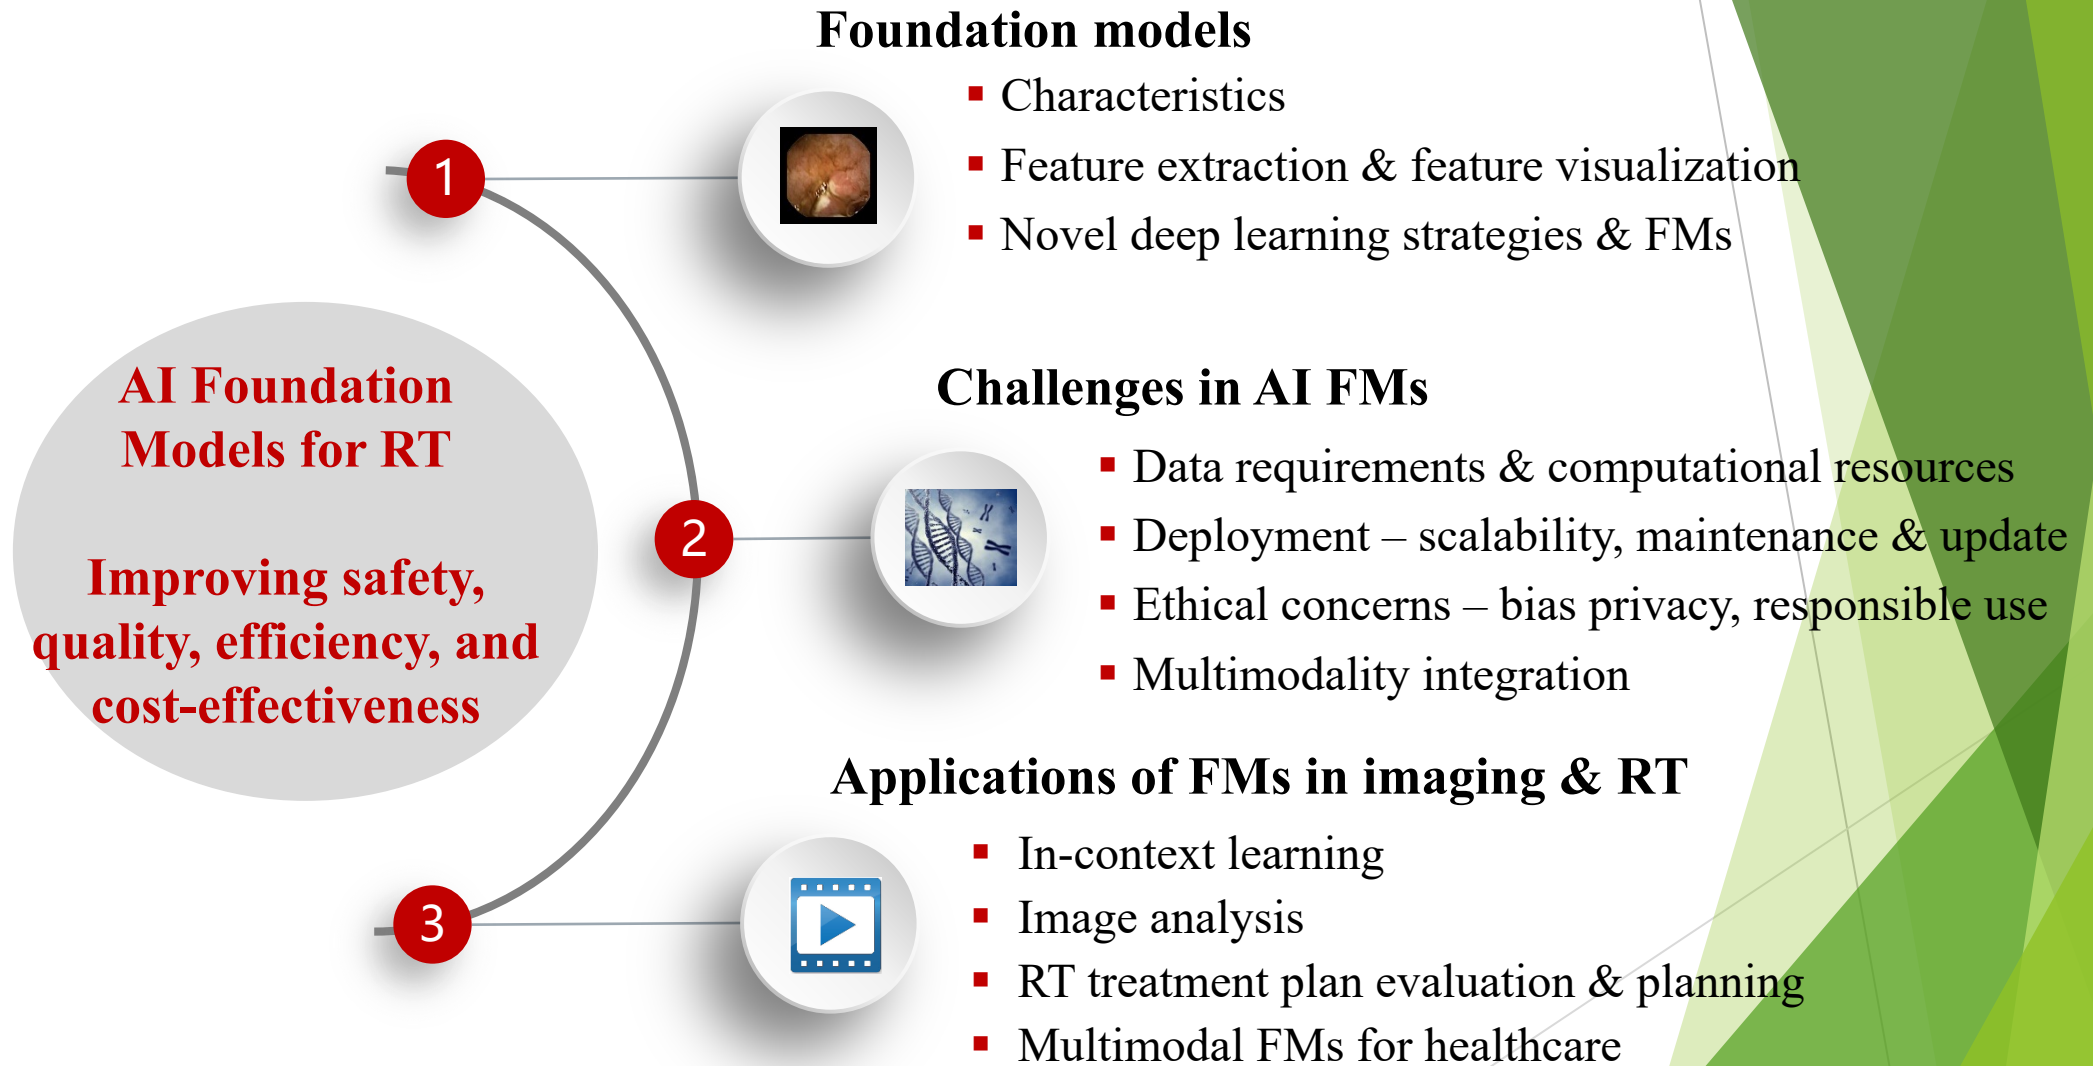 Foundation models
1
▪ Characteristics
▪ Feature extraction & feature visualization
▪ Novel deep learning strategies & FMs
AI Foundation
Models for RT
Improving safety,
quality, efficiency, and
cost-effectiveness
2
Challenges in AI FMs
▪ Data requirements & computational resources
▪ Deployment – scalability, maintenance & update
▪ Ethical concerns – bias privacy, responsible use
▪ Multimodality integration
3
Applications of FMs in imaging & RT
▪ In-context learning
▪ Image analysis
▪ RT treatment plan evaluation & planning
▪ Multimodal FMs for healthcare